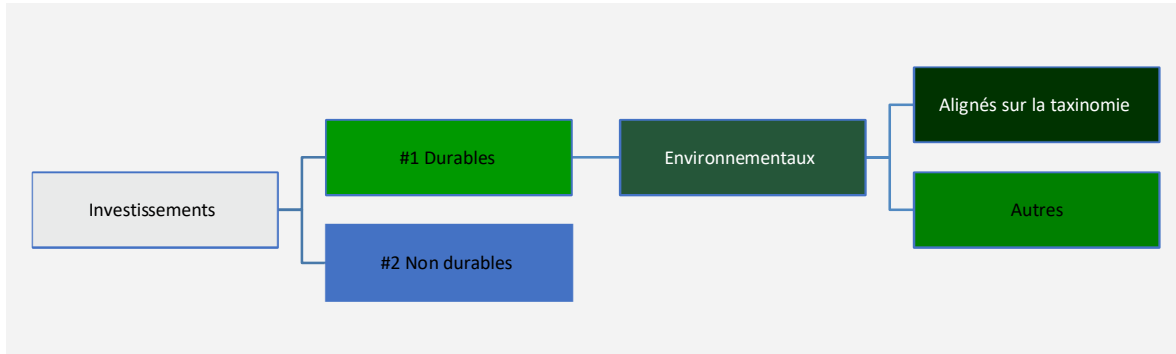 Alignés sur la taxinomie
#1 Durables
Environnementaux
Investissements
Autres
#2 Non durables